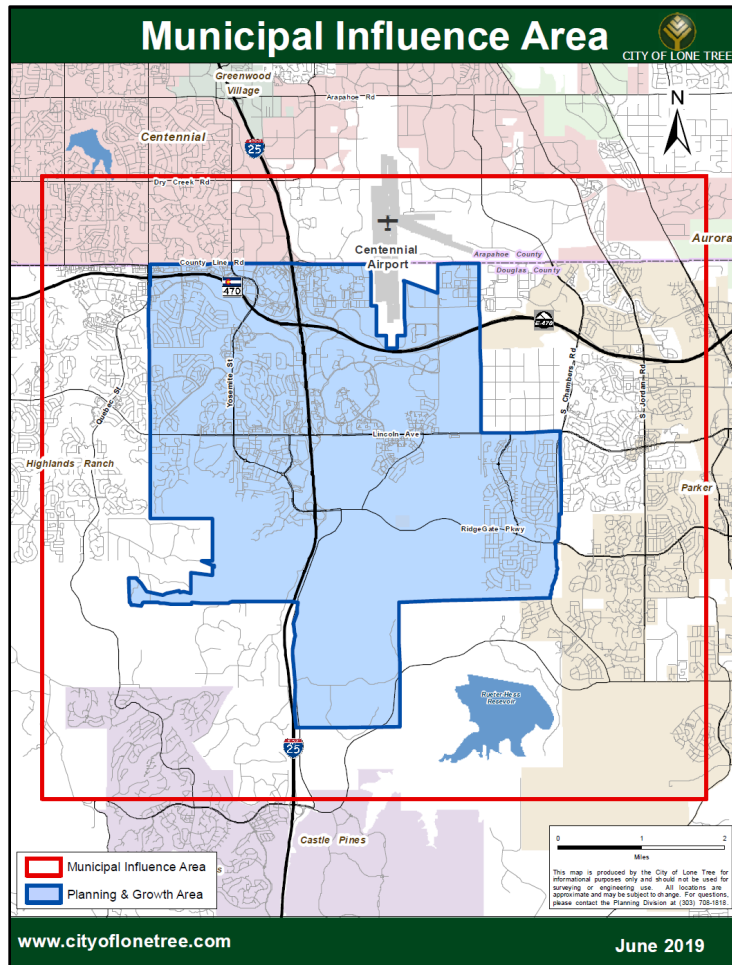 Municipal Influence Area
CITY OF LONE TREE
Greenwood
Village
Arapahoe Rd
N
Centennial
25
Dry Creek Rd
Centennial
Airport
Aurora
Arapahoe County
Douglas County
County Line Rd
470
E-470
Quebec St
Yosemite St
S Chambers Rd
S Jordan Rd
Lincoln Ave
Highlands Ranch
Parker
RidgeGate Pkwy
Rueter-Hess
Resevoir
25
Castle Pines
0 1 2
Miles
Municipal Influence Area
Planning & Growth Area
This map is produced by the City of Lone Tree for
informational purposes only and should not be used for
surveying or engineering use. All locations are
approximate and may be subject to change. For questions,
please contact the Planning Division at (303) 708-1818.
www.cityoflonetree.com
June 2019